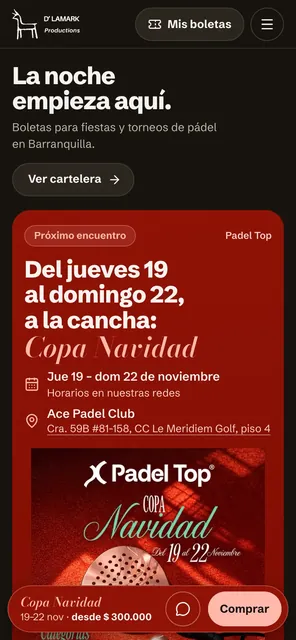 D' LAMARK
Productions
Mis boletas
La noche
empieza aquí.
Boletas para fiestas y torneos de pádel
en Barranquilla.
Ver cartelera
Próximo encuentro
Padel Top
Del jueves 19
al domingo 22,
a la cancha:
Copa Navidad
Jue 19 – dom 22 de noviembre
Horarios en nuestras redes
Ace Padel Club
Cra. 59B #81-158, CC Le Meridiem Golf, piso 4
Padel Top®
COPA
Navidad
Del 19 al 22 Noviembre
Copa Navidad
19–22 nov · desde $ 300.000
Comprar
Categorías